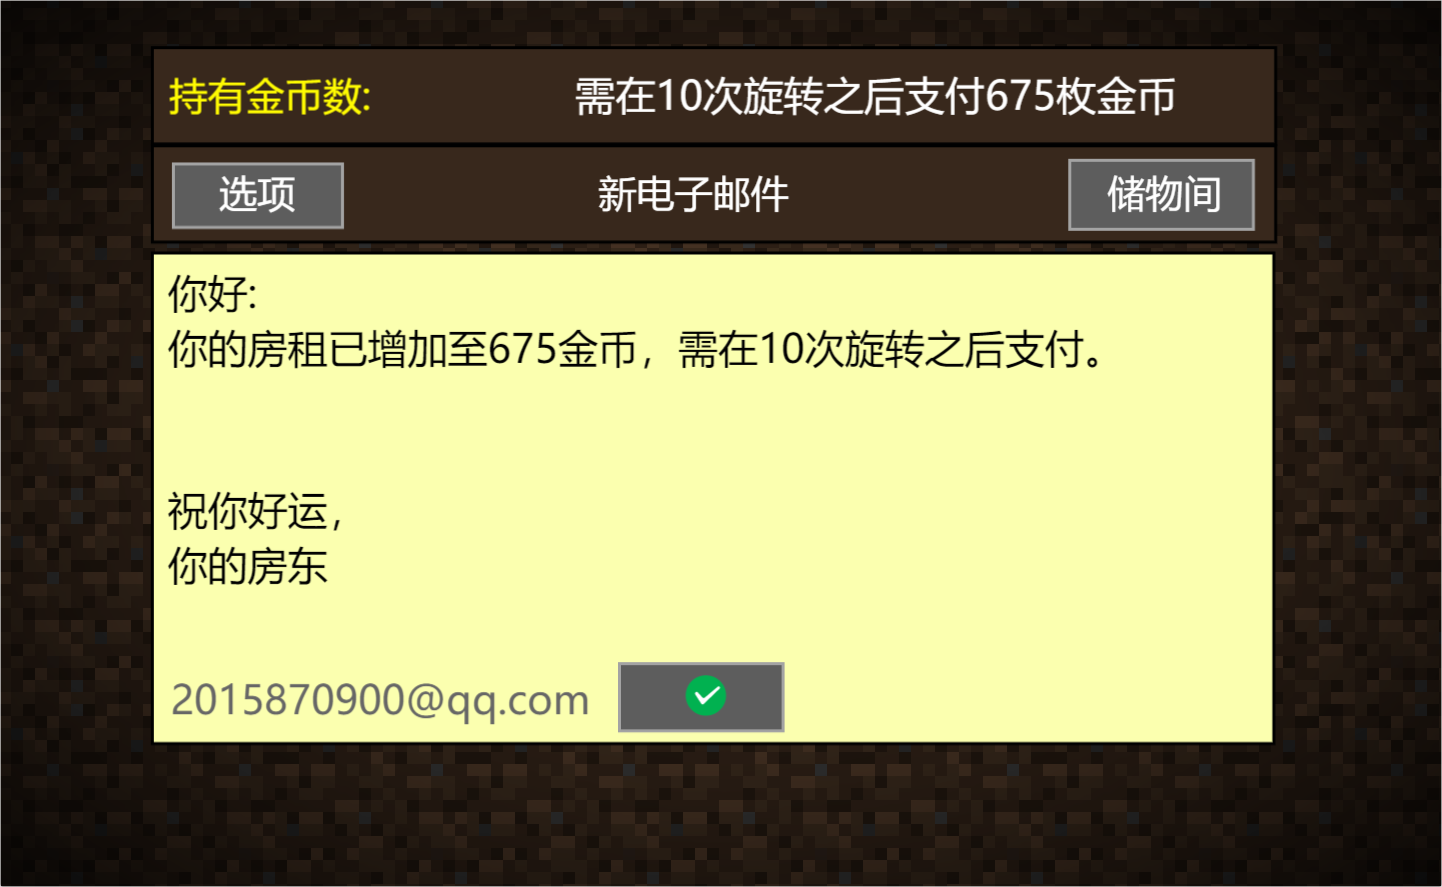 持有金币数:
需在10次旋转之后支付675枚金币
选项
新电子邮件
储物间
你好:
你的房租已增加至675金币，需在10次旋转之后支付。
祝你好运，
你的房东
2015870900@qq.com